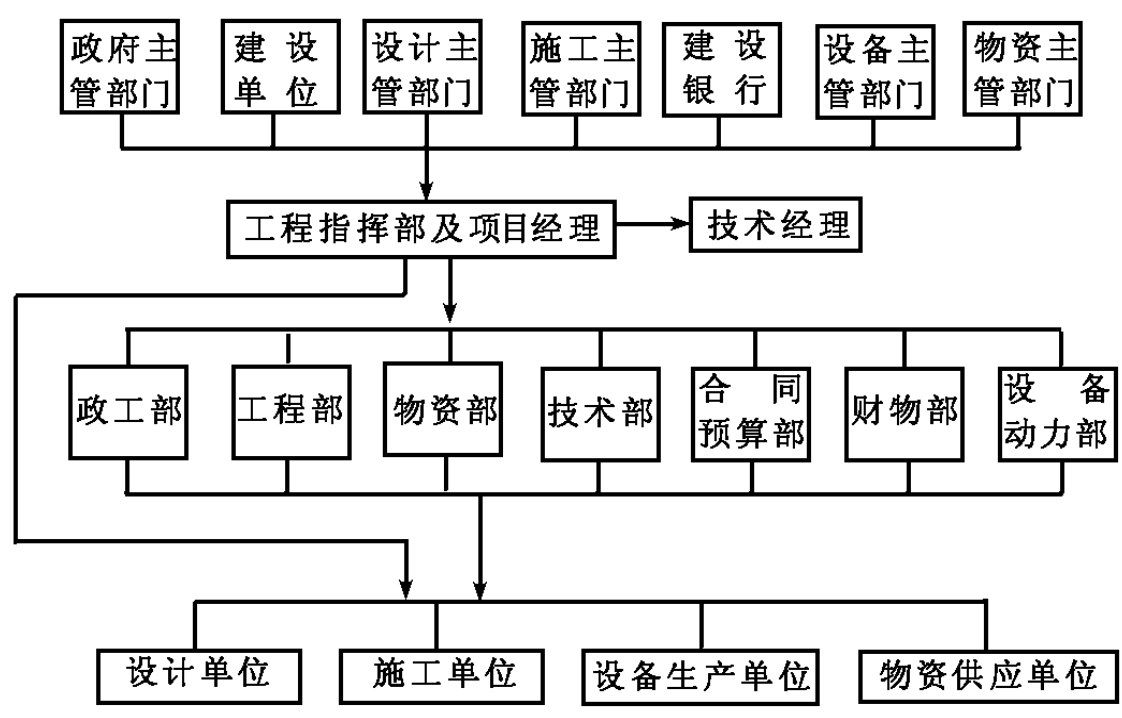 政府主
管部门
建设
单位
设计主
管部门
施工主
管部门
建设
银行
设备主
管部门
物资主
管部门
工程指挥部及项目经理
技术经理
政工部
工程部
物资部
技术部
合同
预算部
财物部
设备
动力部
设计单位
施工单位
设备生产单位
物资供应单位